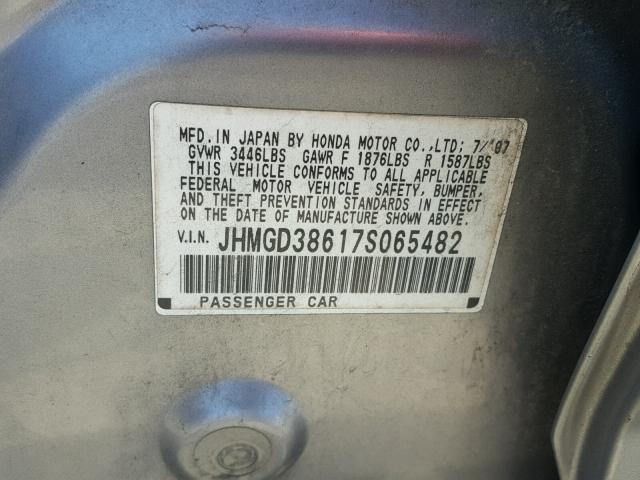 MFD. IN JAPAN BY HONDA MOTOR CO.,LTD; 7/'07
GVWR 3446LBS GAWR F 1876LBS R 1587LBS
THIS VEHICLE CONFORMS TO ALL APPLICABLE
FEDERAL MOTOR VEHICLE SAFETY, BUMPER,
AND THEFT PREVENTION STANDARDS IN EFFECT
ON THE DATE OF MANUFACTURE SHOWN ABOVE.
V.I.N. JHMGD38617S065482
PASSENGER CAR